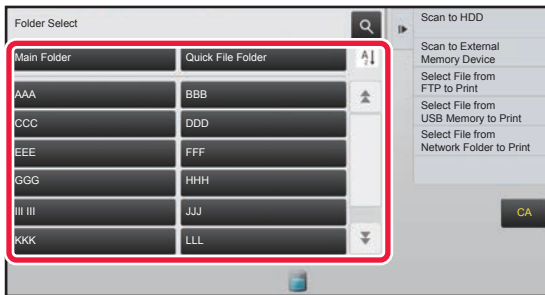 Folder Select
Main Folder
Quick File Folder
AAA
BBB
CCC
DDD
EEE
FFF
GGG
HHH
III III
JJJ
KKK
LLL
Scan to HDD
Scan to External
Memory Device
Select File from
FTP to Print
Select File from
USB Memory to Print
Select File from
Network Folder to Print
CA